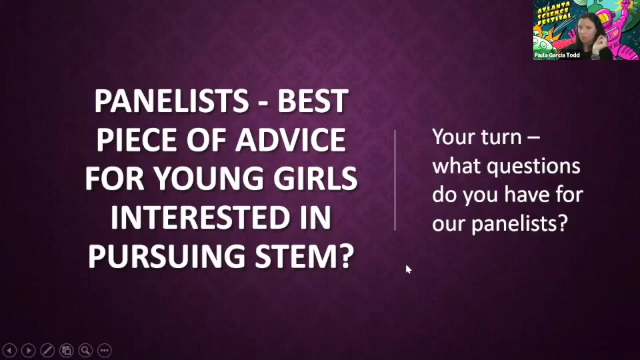 PANELISTS - BEST
PIECE OF ADVICE
FOR YOUNG GIRLS
INTERESTED IN
PURSUING STEM?
Your turn –
what questions
do you have for
our panelists?
ATLANTA
SCIENCE
FESTIVAL
Paula Garcia Todd